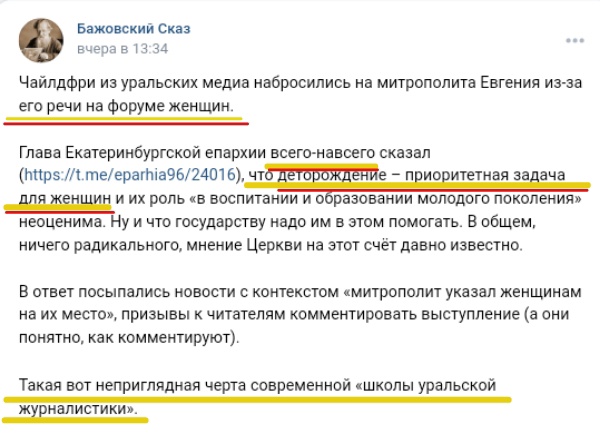 Бажовский Сказ
вчера в 13:34
Чайлдфри из уральских медиа набросились на митрополита Евгения из-за
его речи на форуме женщин.
Глава Екатеринбургской епархии всего-навсего сказал
(https://t.me/eparhia96/24016), что деторождение – приоритетная задача
для женщин и их роль «в воспитании и образовании молодого поколения»
неоценима. Ну и что государству надо им в этом помогать. В общем,
ничего радикального, мнение Церкви на этот счёт давно известно.
В ответ посыпались новости с контекстом «митрополит указал женщинам
на их место», призывы к читателям комментировать выступление (а они
понятно, как комментируют).
Такая вот неприглядная черта современной «школы уральской
журналистики».